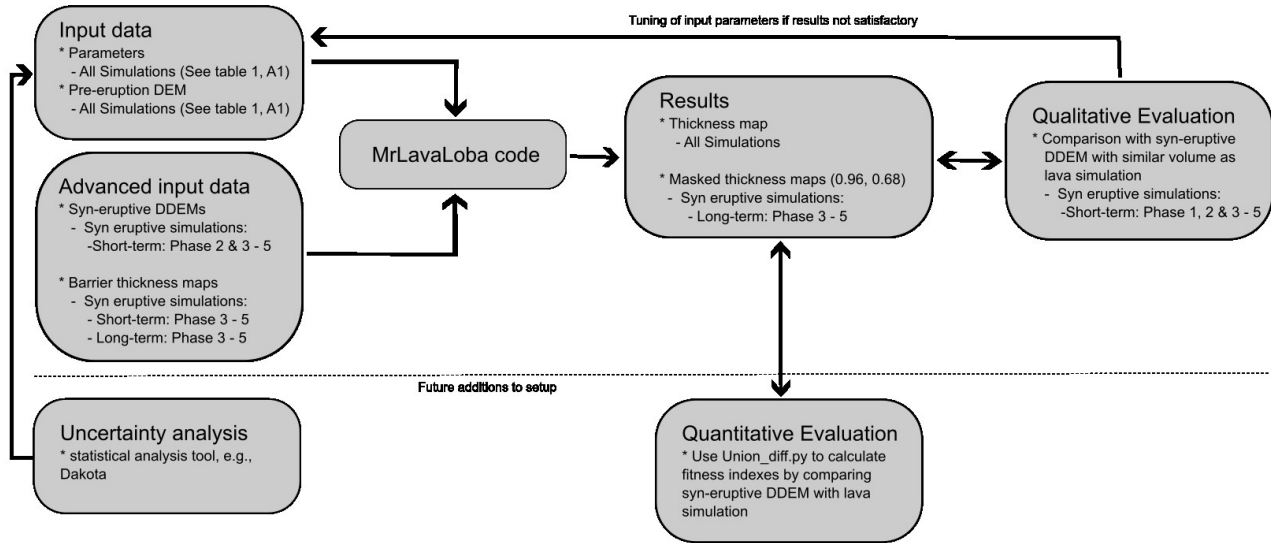 Tuning of input parameters if results not satisfactory
Input data
* Parameters
- All Simulations (See table 1, A1)
* Pre-eruption DEM
- All Simulations (See table 1, A1)
Advanced input data
* Syn-eruptive DDEMs
- Syn eruptive simulations:
-Short-term: Phase 2 & 3 - 5
* Barrier thickness maps
- Syn eruptive simulations:
- Short-term: Phase 3 - 5
- Long-term: Phase 3 - 5
MrLavaLoba code
Results
* Thickness map
- All Simulations
* Masked thickness maps (0.96, 0.68)
- Syn eruptive simulations:
- Long-term: Phase 3 - 5
Qualitative Evaluation
* Comparison with syn-eruptive
DDEM with similar volume as
lava simulation
- Syn eruptive simulations:
-Short-term: Phase 1, 2 & 3 - 5
Future additions to setup
Uncertainty analysis
* statistical analysis tool, e.g.,
Dakota
Quantitative Evaluation
* Use Union_diff.py to calculate
fitness indexes by comparing
syn-eruptive DDEM with lava
simulation